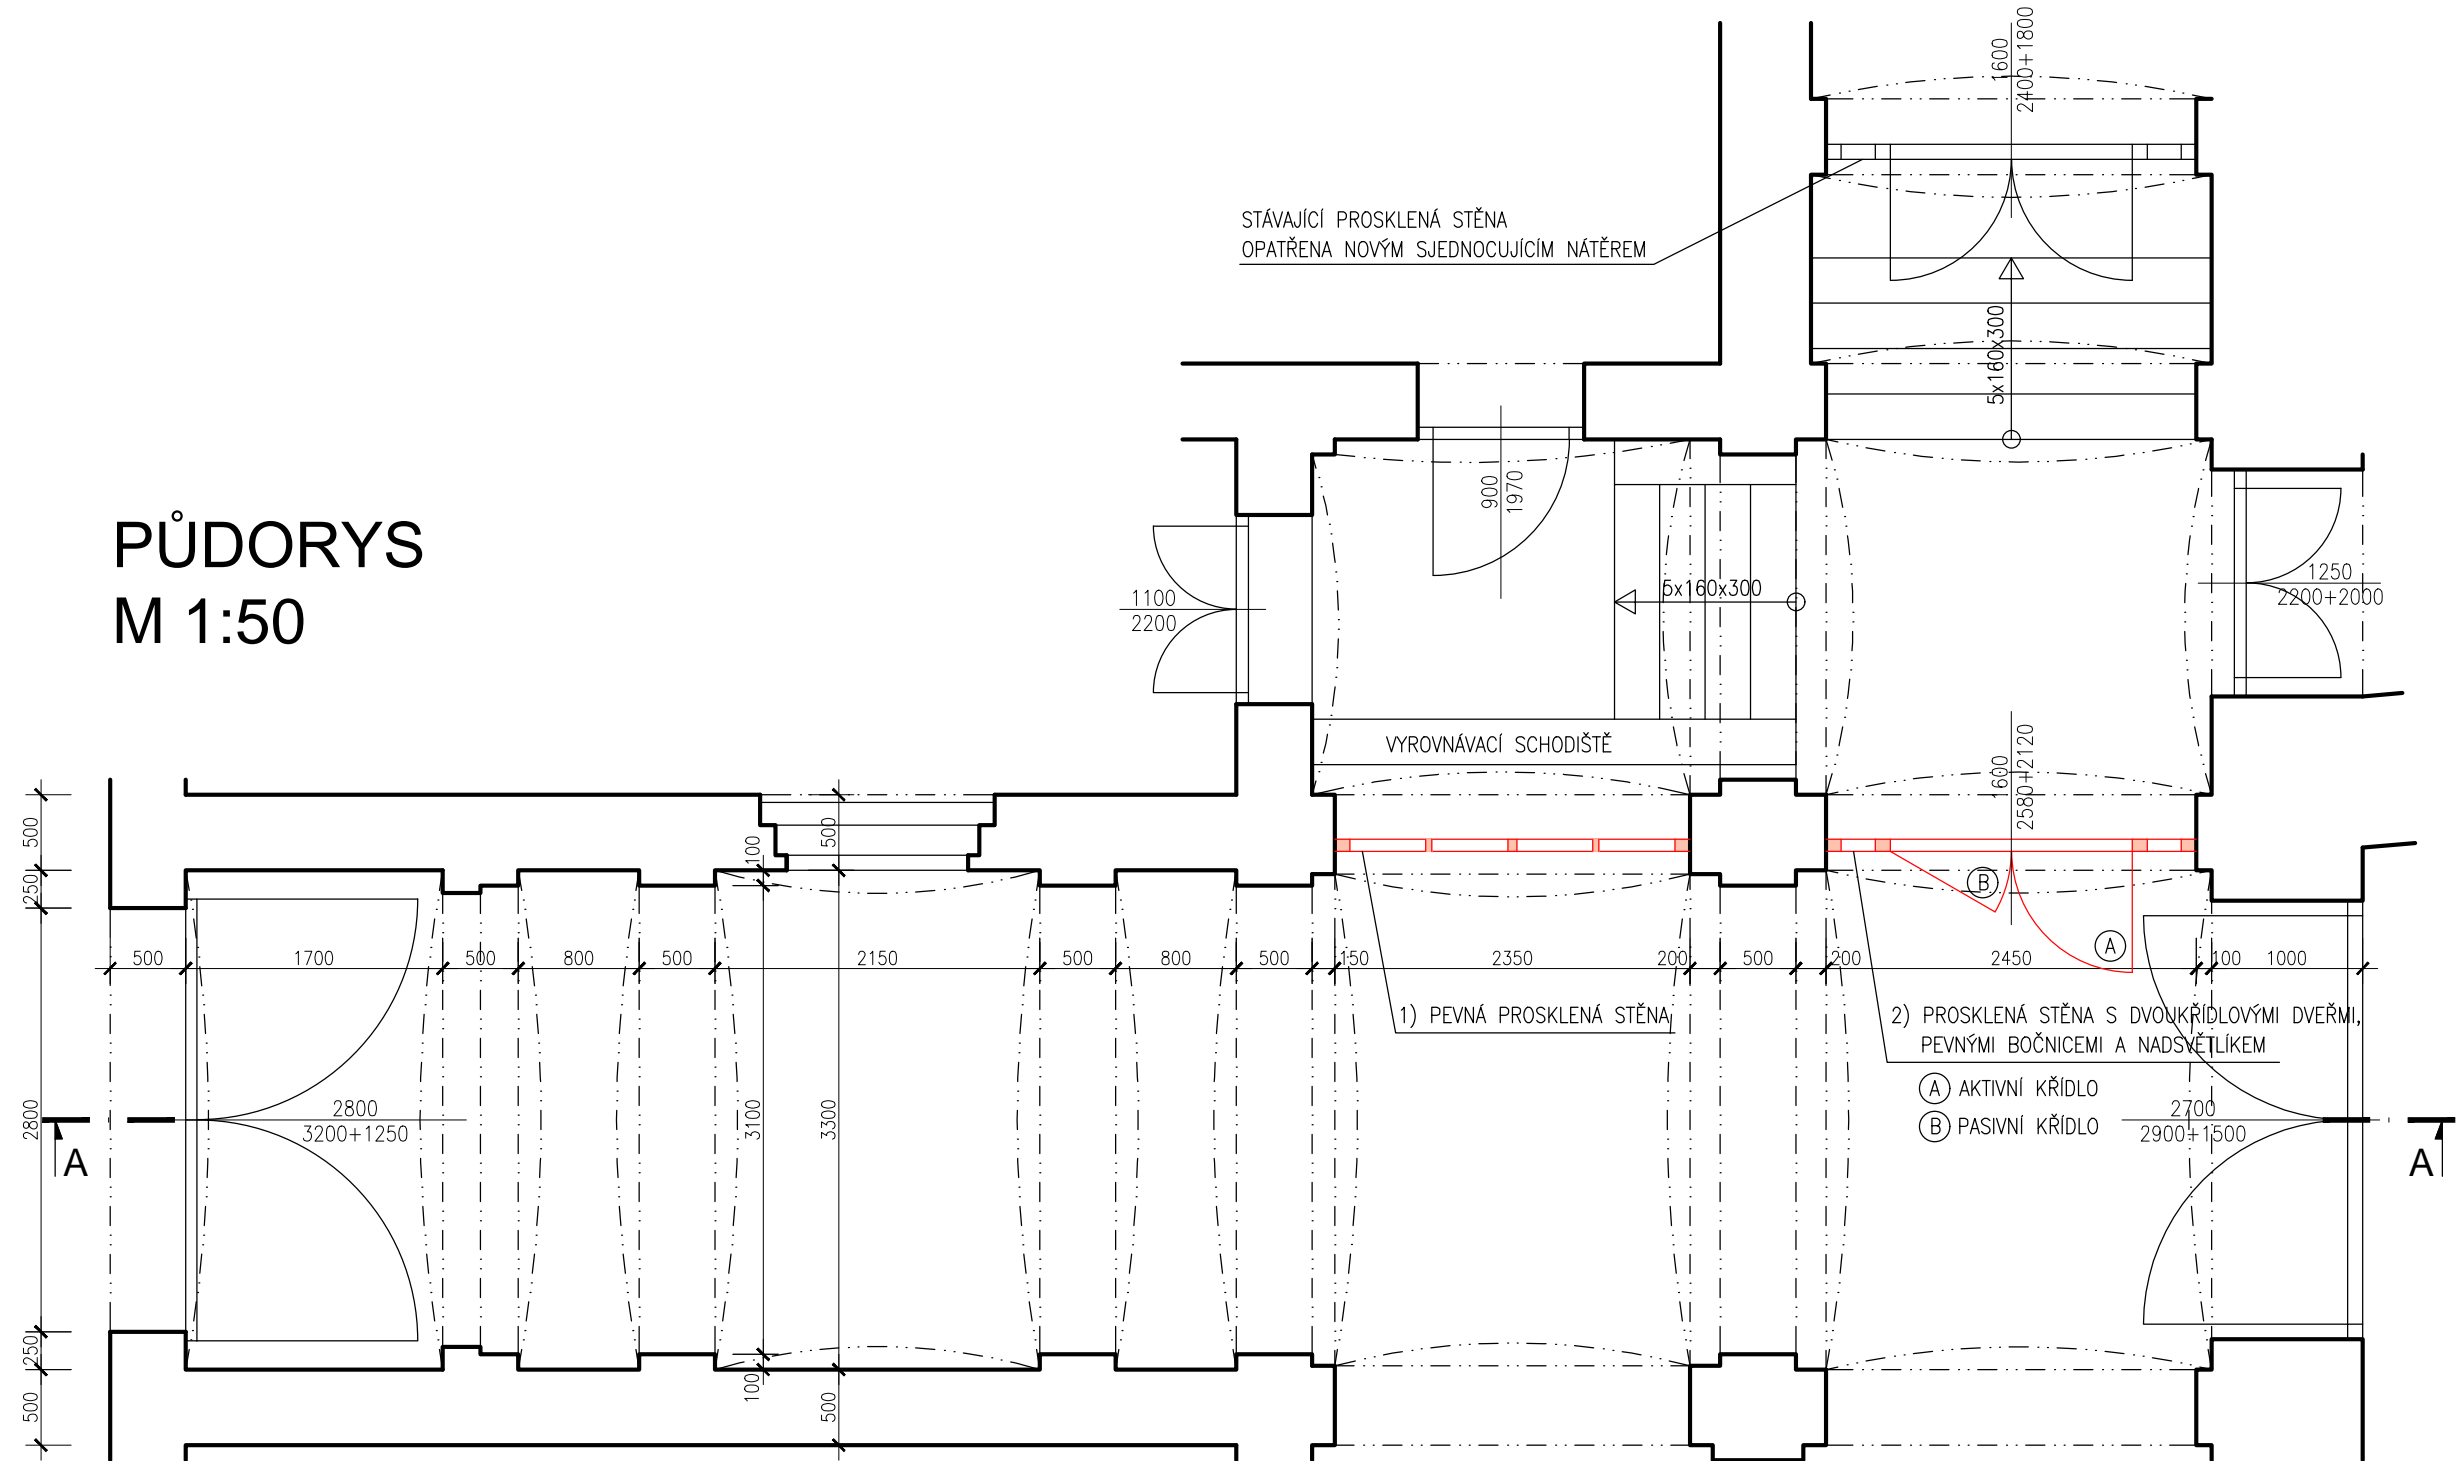 1600
2400+1800
STÁVAJÍCÍ PROSKLENÁ STĚNA
OPATŘENA NOVÝM SJEDNOCUJÍCÍM NÁTĚREM
5x160x300
PŮDORYS
M 1:50
900
1970
5x160x300
1100
2200
1250
2200+2000
VYROVNÁVACÍ SCHODIŠTĚ
1600
2580+2120
500
250
2800
250
500
500
100
3100
3300
100
500
B
A
500
1700
500
800
500
2150
500
800
500
150
2350
200
500
200
2450
100
1000
1) PEVNÁ PROSKLENÁ STĚNA
2) PROSKLENÁ STĚNA S DVOUKŘÍDLOVÝMI DVEŘMI,
PEVNÝMI BOČNICEMI A NADSVĚTLÍKEM
A AKTIVNÍ KŘÍDLO
B PASIVNÍ KŘÍDLO
2800
3200+1250
2700
2900+1500
A
A